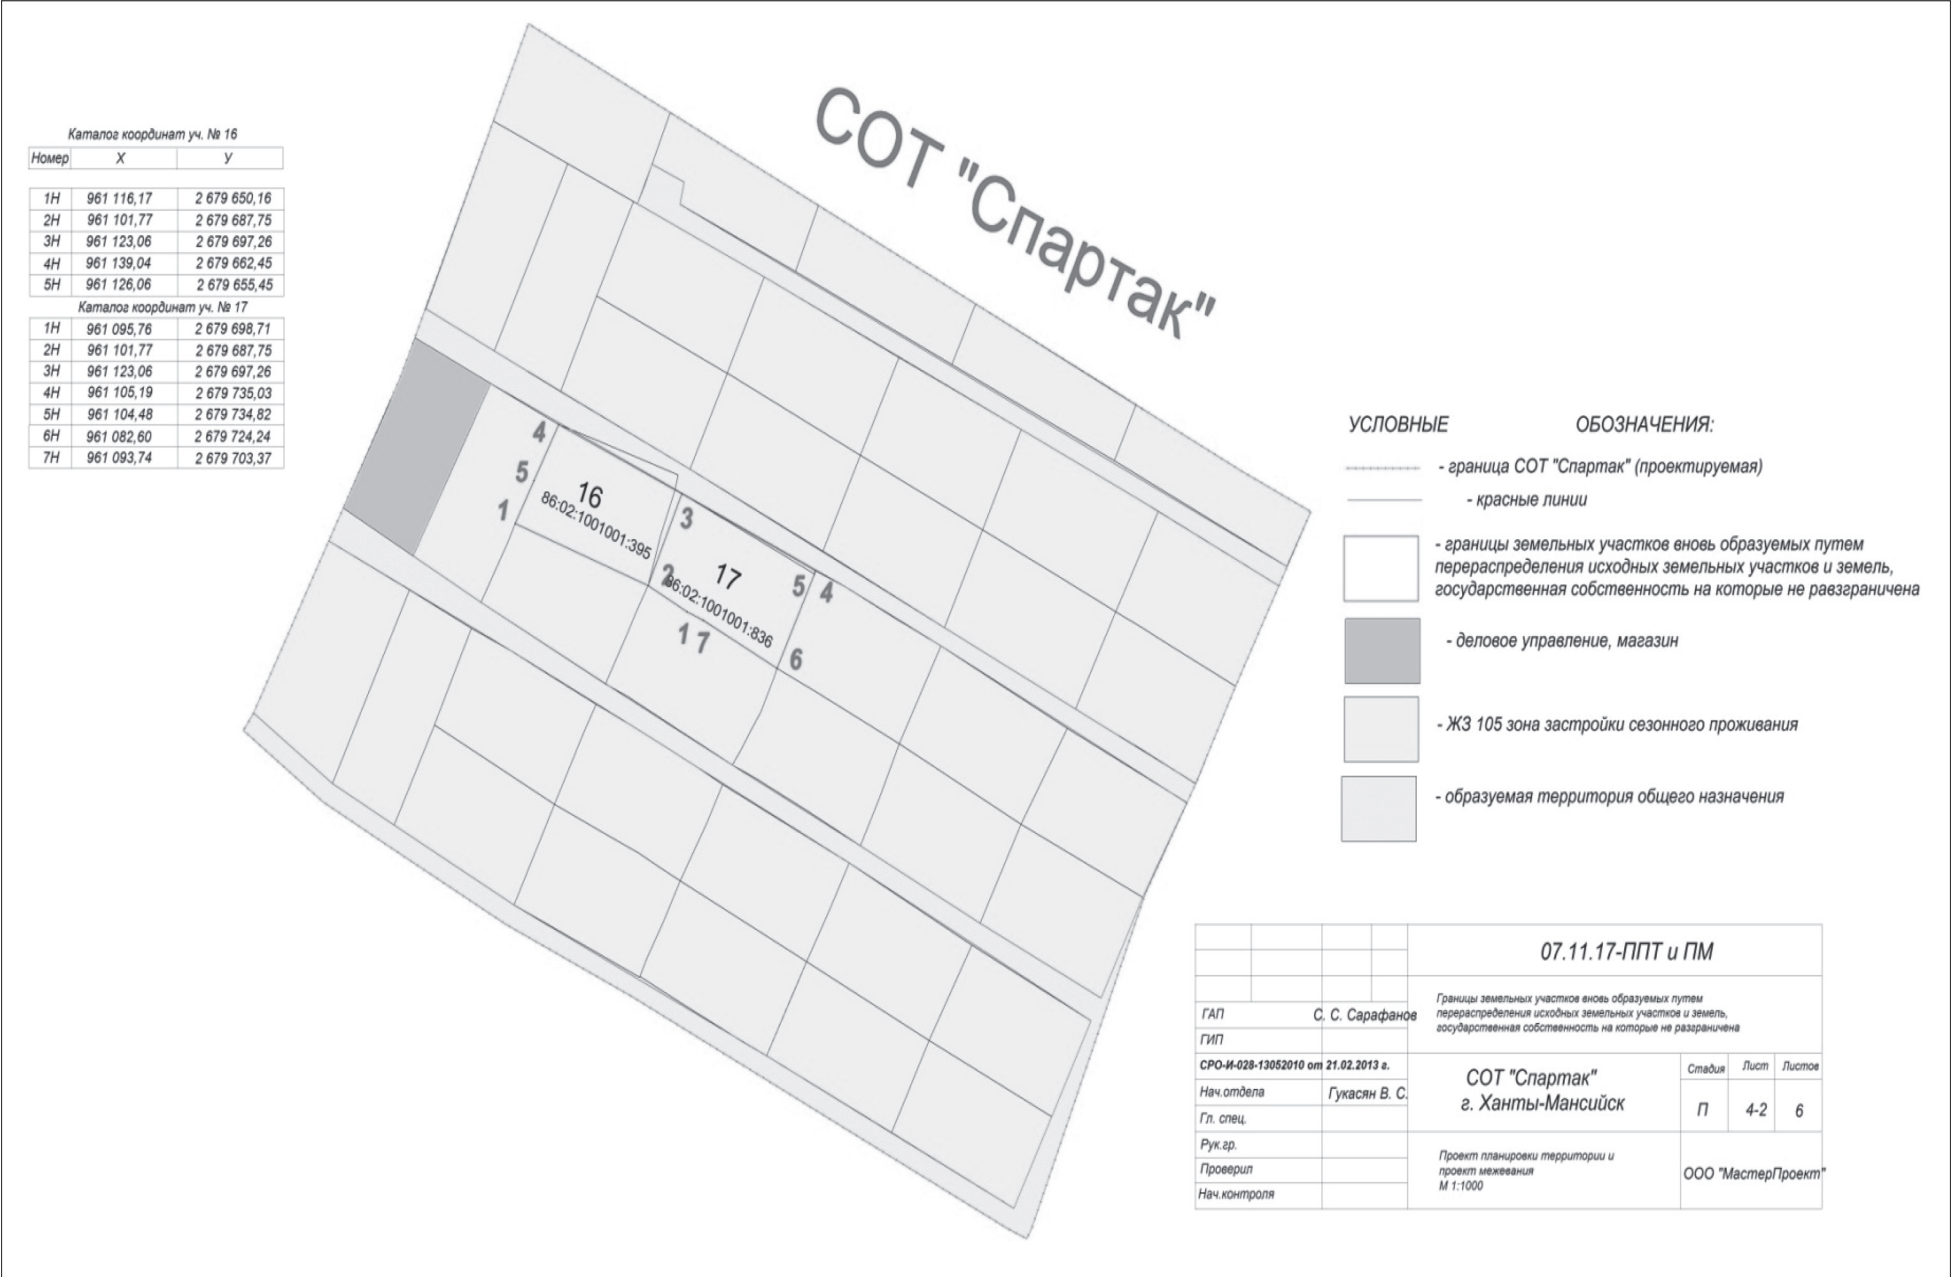 СОТ "Спартак"
Каталог координат уч. № 16
Номер Х У
1Н 961 116,17 2 679 650,16
2Н 961 101,77 2 679 687,75
3Н 961 123,06 2 679 697,26
4Н 961 139,04 2 679 662,45
5Н 961 126,06 2 679 655,45
Каталог координат уч. № 17
1Н 961 095,76 2 679 698,71
2Н 961 101,77 2 679 687,75
3Н 961 123,06 2 679 697,26
4Н 961 105,19 2 679 735,03
5Н 961 104,48 2 679 734,82
6Н 961 082,60 2 679 724,24
7Н 961 093,74 2 679 703,37
4
5
1
16
86:02:1001001:395
3
2
17
86:02:1001001:836
5 4
1 7
6
УСЛОВНЫЕ ОБОЗНАЧЕНИЯ:
- граница СОТ "Спартак" (проектируемая)
- красные линии
- границы земельных участков вновь образуемых путем
перераспределения исходных земельных участков и земель,
государственная собственность на которые не равзграничена
- деловое управление, магазин
- ЖЗ 105 зона застройки сезонного проживания
- образуемая территория общего назначения
07.11.17-ППТ и ПМ
Границы земельных участков вновь образуемых путем
перераспределения исходных земельных участков и земель,
государственная собственность на которые не разграничена
ГАП С. С. Сарафанов
ГИП
СРО-И-028-13052010 от 21.02.2013 г.
Нач.отдела Гукасян В. С.
Гл. спец.
Рук.гр.
Проверил
Нач.контроля
СОТ "Спартак"
г. Ханты-Мансийск
Стадия Лист Листов
П 4-2 6
Проект планировки территории и
проект межевания
М 1:1000
ООО "МастерПроект"